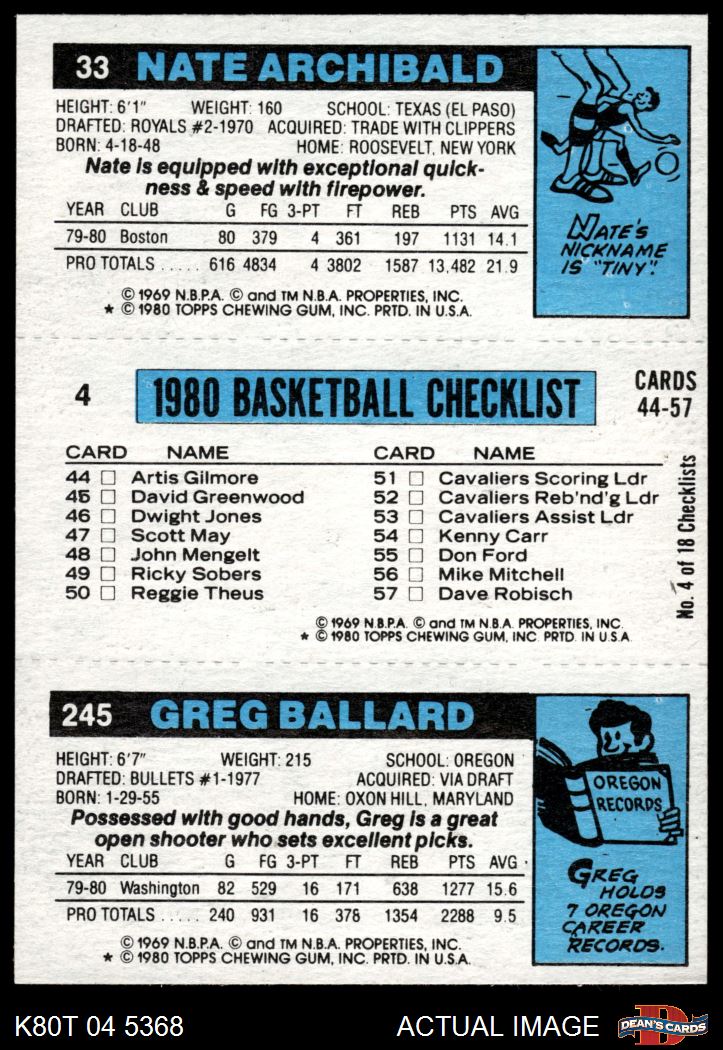 33 NATE ARCHIBALD
HEIGHT: 6'1" WEIGHT: 160 SCHOOL: TEXAS (EL PASO)
DRAFTED: ROYALS #2-1970 ACQUIRED: TRADE WITH CLIPPERS
BORN: 4-18-48 HOME: ROOSEVELT, NEW YORK
Nate is equipped with exceptional quick-
ness & speed with firepower.
YEAR CLUB G FG 3-PT FT REB PTS AVG
79-80 Boston 80 379 4 361 197 1131 14.1
PRO TOTALS ..... 616 4834 4 3802 1587 13,482 21.9
© 1969 N.B.P.A. © and TM N.B.A. PROPERTIES, INC.
* © 1980 TOPPS CHEWING GUM, INC. PRTD. IN U.S.A.
NATE'S
NICKNAME
IS "TINY".
4 1980 BASKETBALL CHECKLIST
CARDS
44-57
CARD NAME CARD NAME
44 □ Artis Gilmore 51 □ Cavaliers Scoring Ldr
45 □ David Greenwood 52 □ Cavaliers Reb'nd'g Ldr
46 □ Dwight Jones 53 □ Cavaliers Assist Ldr
47 □ Scott May 54 □ Kenny Carr
48 □ John Mengelt 55 □ Don Ford
49 □ Ricky Sobers 56 □ Mike Mitchell
50 □ Reggie Theus 57 □ Dave Robisch
No. 4 of 18 Checklists
© 1969 N.B.P.A. © and TM N.B.A. PROPERTIES, INC.
* © 1980 TOPPS CHEWING GUM, INC. PRTD. IN U.S.A.
245 GREG BALLARD
HEIGHT: 6'7" WEIGHT: 215 SCHOOL: OREGON
DRAFTED: BULLETS #1-1977 ACQUIRED: VIA DRAFT
BORN: 1-29-55 HOME: OXON HILL, MARYLAND
Possessed with good hands, Greg is a great
open shooter who sets excellent picks.
YEAR CLUB G FG 3-PT FT REB PTS AVG
79-80 Washington 82 529 16 171 638 1277 15.6
PRO TOTALS ..... 240 931 16 378 1354 2288 9.5
© 1969 N.B.P.A. © and TM N.B.A. PROPERTIES, INC.
* © 1980 TOPPS CHEWING GUM, INC. PRTD. IN U.S.A.
OREGON
RECORDS
GREG
HOLDS
7 OREGON
CAREER
RECORDS.
K80T 04 5368 ACTUAL IMAGE
D
DEAN'S CARDS